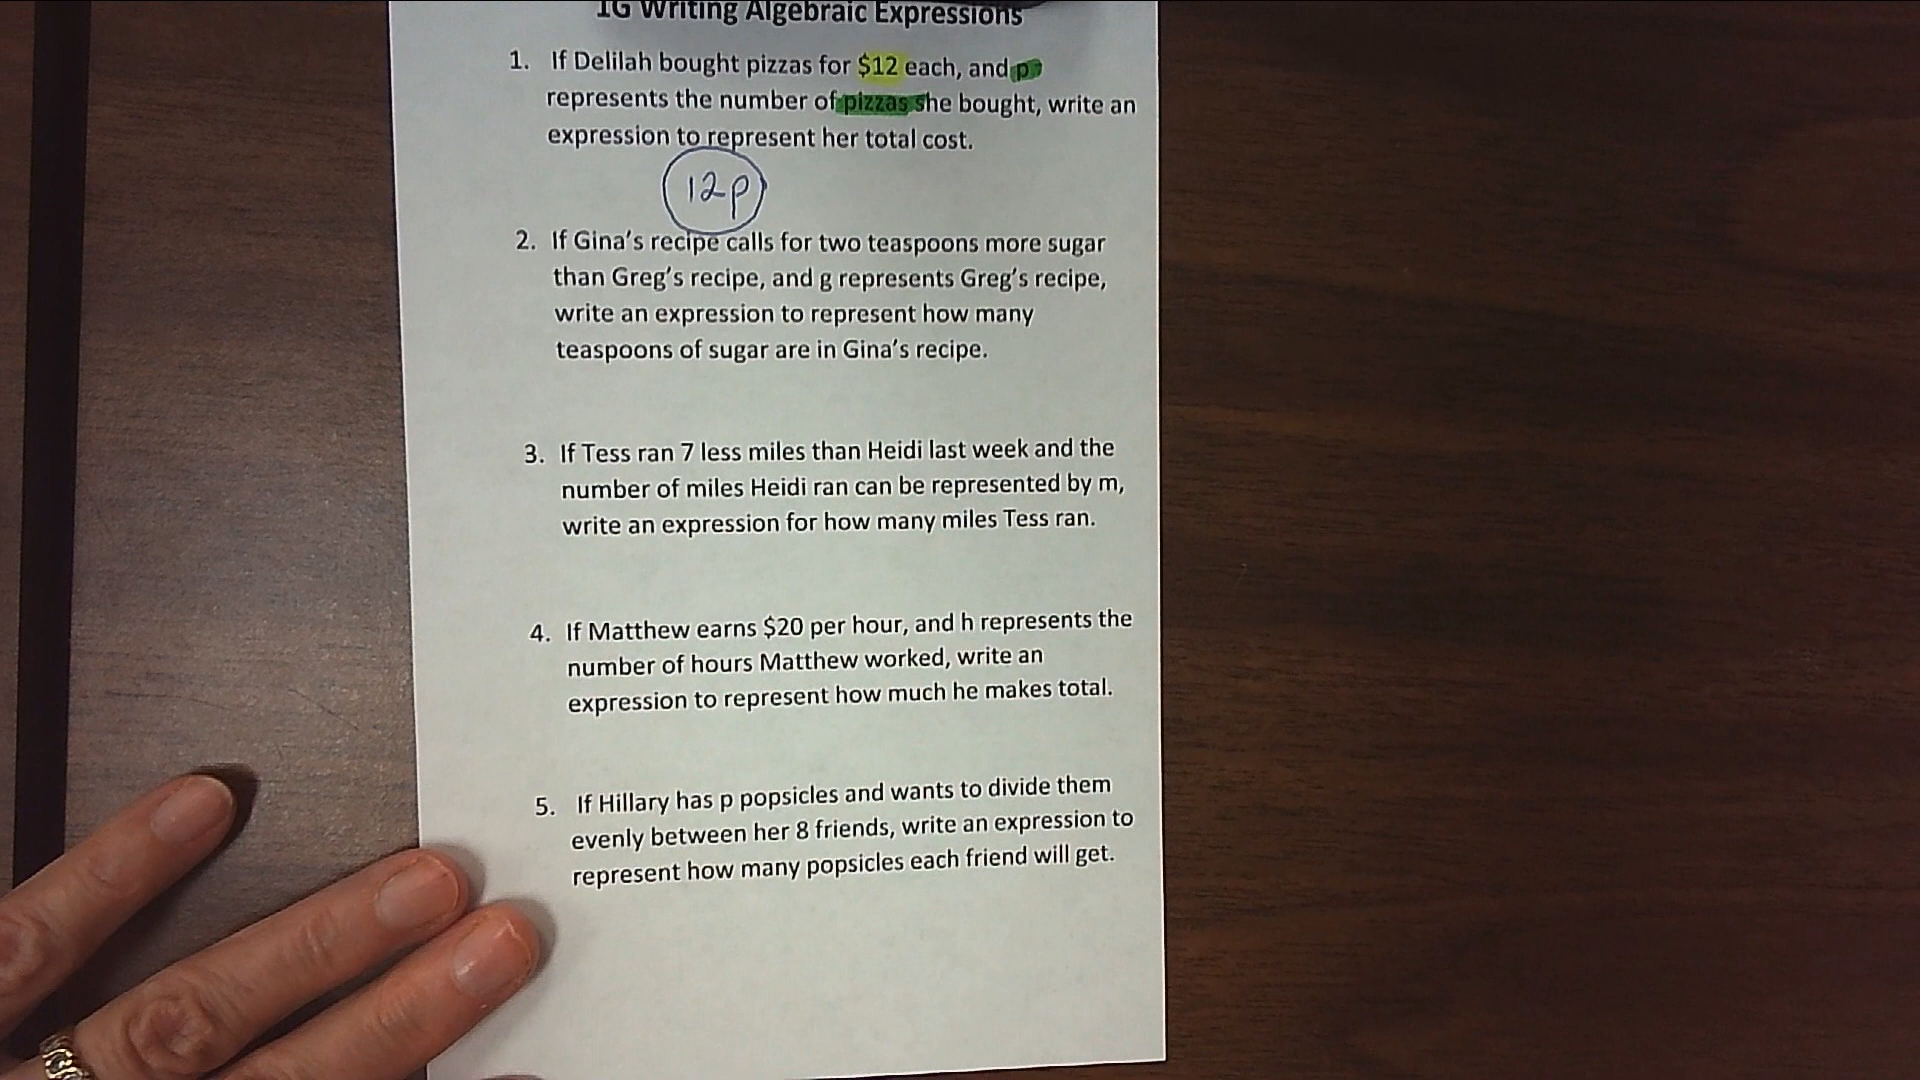 1G Writing Algebraic Expressions
1. If Delilah bought pizzas for $12 each, and p
represents the number of pizzas she bought, write an
expression to represent her total cost.
12p
2. If Gina's recipe calls for two teaspoons more sugar
than Greg's recipe, and g represents Greg's recipe,
write an expression to represent how many
teaspoons of sugar are in Gina's recipe.
3. If Tess ran 7 less miles than Heidi last week and the
number of miles Heidi ran can be represented by m,
write an expression for how many miles Tess ran.
4. If Matthew earns $20 per hour, and h represents the
number of hours Matthew worked, write an
expression to represent how much he makes total.
5. If Hillary has p popsicles and wants to divide them
evenly between her 8 friends, write an expression to
represent how many popsicles each friend will get.